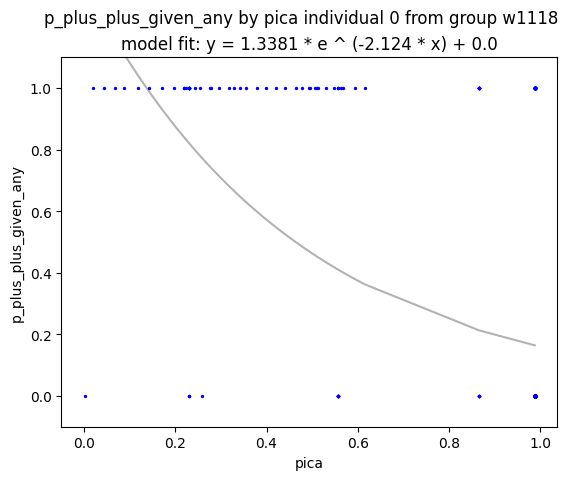 p_plus_plus_given_any by pica individual 0 from group w1118
model fit: y = 1.3381 * e ^ (-2.124 * x) + 0.0
p_plus_plus_given_any
1.0
0.8
0.6
0.4
0.2
0.0
0.0 0.2 0.4 0.6 0.8 1.0
pica